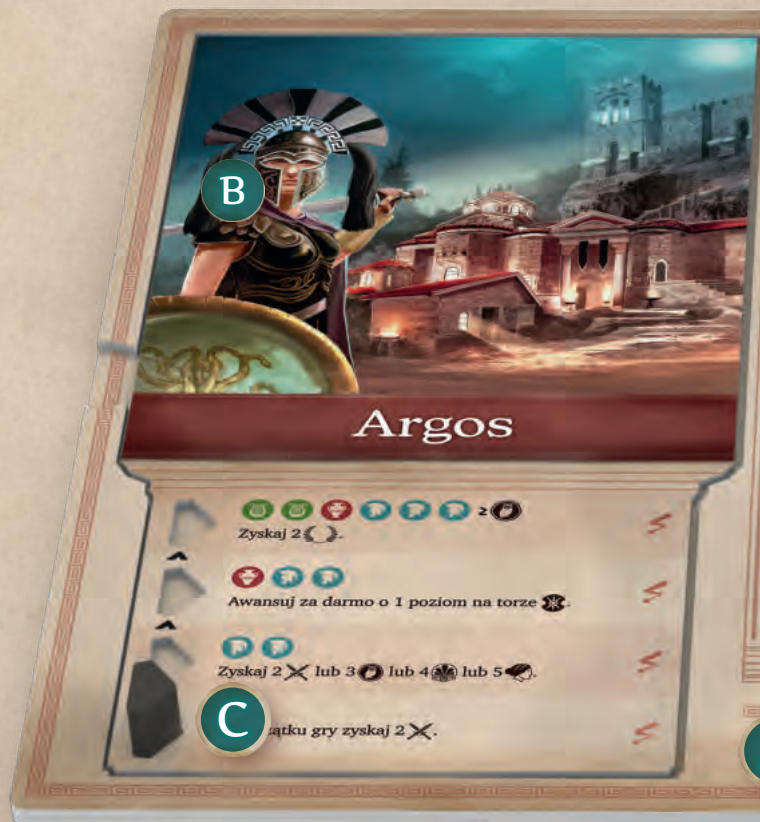 B
Argos
2
Zyskaj 2.
Awansuj za darmo o 1 poziom na torze.
Zyskaj 2 lub 3 lub 4 lub 5.
C
gry zyskaj 2.